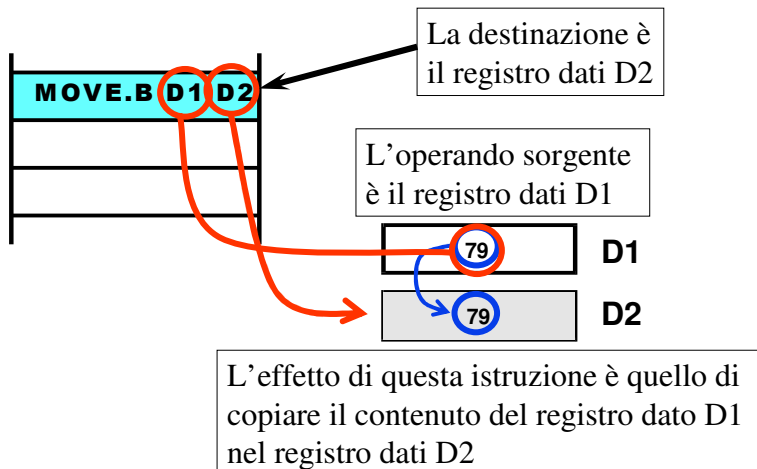 La destinazione è
il registro dati D2
MOVE.B D1 D2
L'operando sorgente
è il registro dati D1
79 D1
79 D2
L'effetto di questa istruzione è quello di
copiare il contenuto del registro dato D1
nel registro dati D2